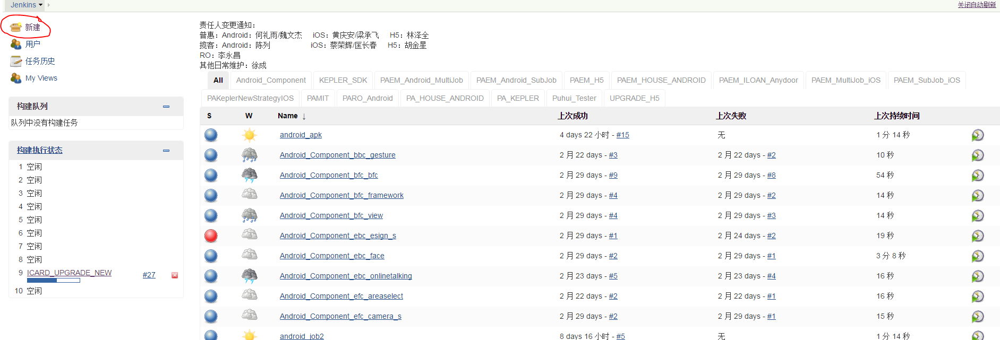 Jenkins
关闭自动刷新
新建
用户
任务历史
My Views
构建队列
队列中没有构建任务
构建执行状态
1 空闲
2 空闲
3 空闲
4 空闲
5 空闲
6 空闲
7 空闲
8 空闲
9 ICARD_UPGRADE_NEW #27
10 空闲
责任人变更通知：
普惠：Android：何礼雨/魏文杰 iOS：黄庆安/梁承飞 H5：林泽全
揽客：Android：陈列 iOS：蔡荣辉/匡长春 H5：胡金星
RO：李永昌
其他日常维护：徐成
All Android_Component KEPLER_SDK PAEM_Android_MultiJob PAEM_Android_SubJob PAEM_H5 PAEM_HOUSE_ANDROID PAEM_ILOAN_Anydoor PAEM_MultiJob_iOS PAEM_SubJob_iOS
PAKeplerNewStrategyIOS PAMIT PARO_Android PA_HOUSE_ANDROID PA_KEPLER Puhui_Tester UPGRADE_H5
S W Name ↓ 上次成功 上次失败 上次持续时间
android_apk 4 days 22 小时 - #15 无 1 分 14 秒
Android_Component_bbc_gesture 2 月 22 days - #3 2 月 22 days - #2 10 秒
Android_Component_bfc_bfc 2 月 29 days - #9 2 月 29 days - #8 54 秒
Android_Component_bfc_framework 2 月 29 days - #4 2 月 29 days - #2 14 秒
Android_Component_bfc_view 2 月 29 days - #4 2 月 29 days - #3 14 秒
Android_Component_ebc_esign_s 2 月 29 days - #1 2 月 24 days - #2 19 秒
Android_Component_ebc_face 2 月 29 days - #2 2 月 29 days - #1 3 分 8 秒
Android_Component_ebc_onlinetalking 2 月 23 days - #5 2 月 23 days - #4 16 秒
Android_Component_efc_areaselect 2 月 22 days - #2 2 月 22 days - #1 16 秒
Android_Component_efc_camera_s 2 月 29 days - #2 2 月 29 days - #1 15 秒
android_job2 8 days 16 小时 - #5 无 1 分 14 秒